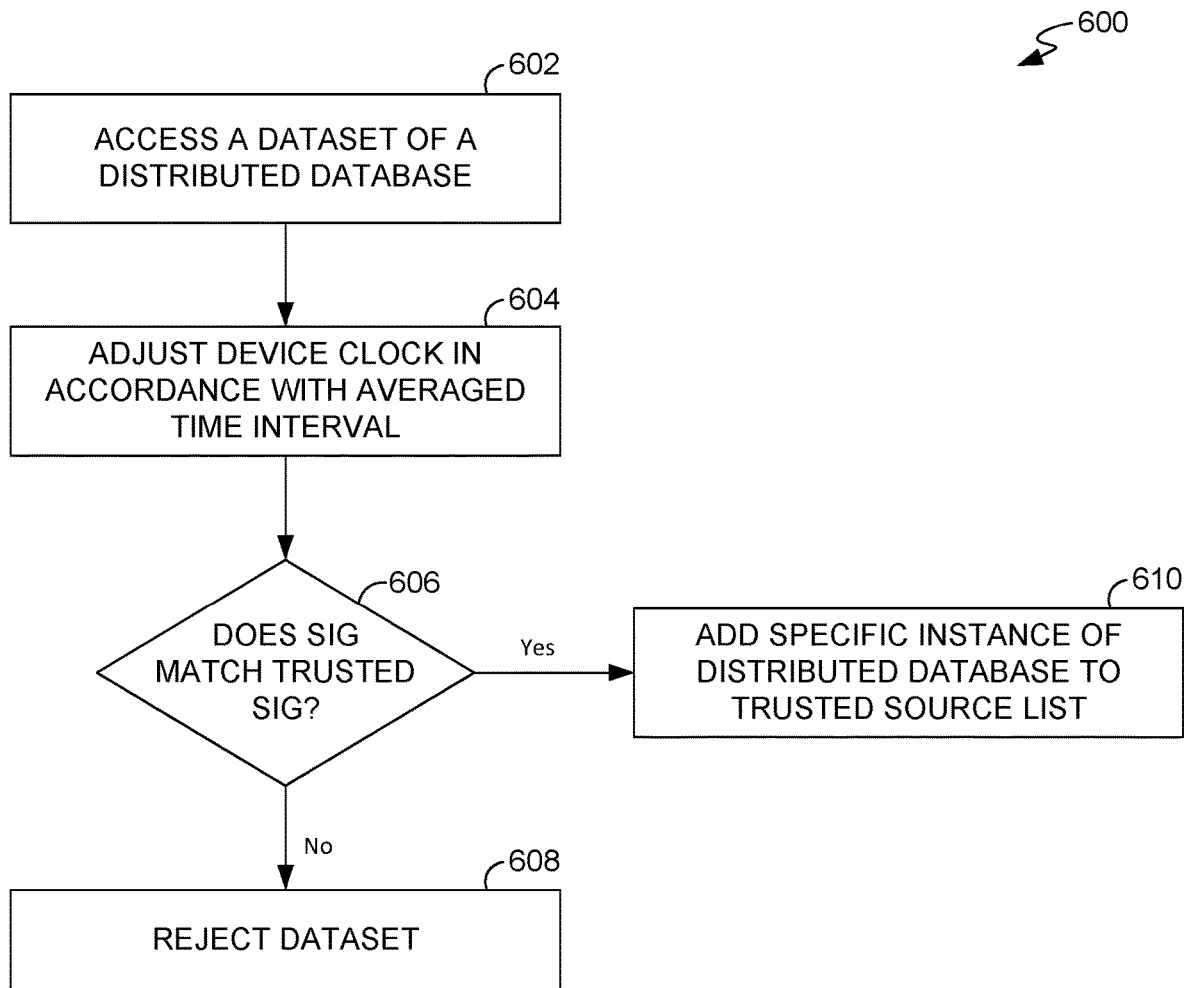 600
602
ACCESS A DATASET OF A
DISTRIBUTED DATABASE
604
ADJUST DEVICE CLOCK IN
ACCORDANCE WITH AVERAGED
TIME INTERVAL
606
DOES SIG
MATCH TRUSTED
SIG?
Yes
610
ADD SPECIFIC INSTANCE OF
DISTRIBUTED DATABASE TO
TRUSTED SOURCE LIST
No
608
REJECT DATASET